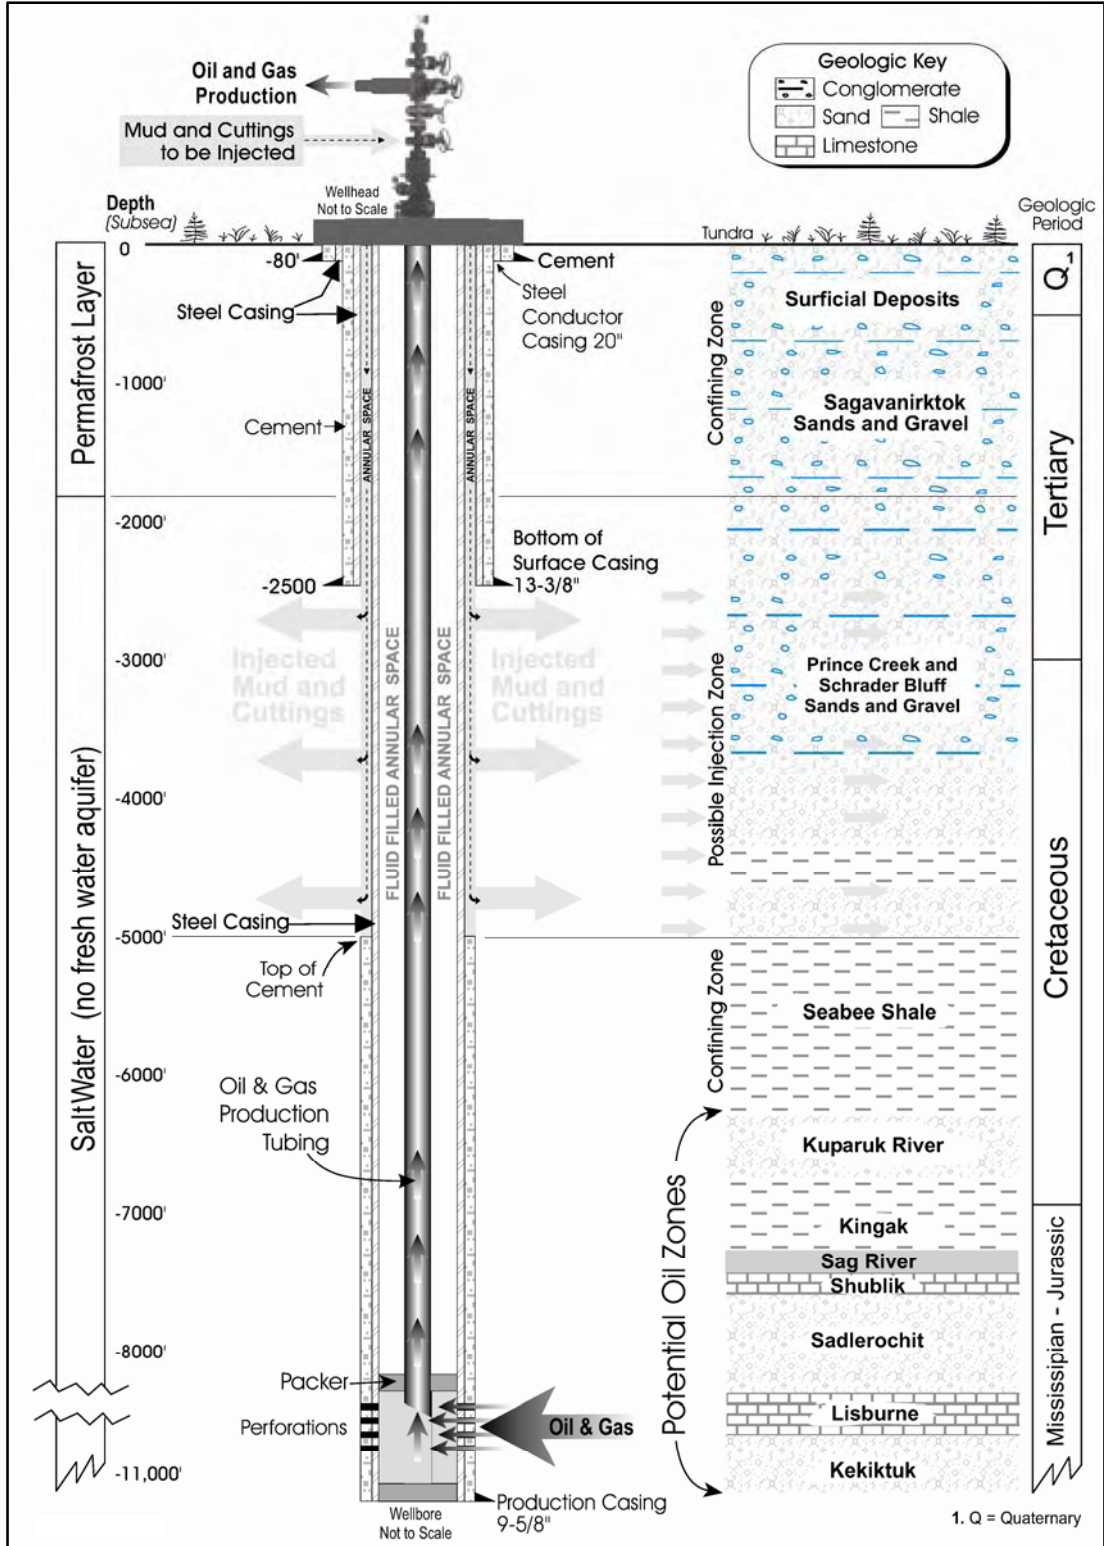 Geologic Key
Conglomerate
Sand
Shale
Limestone
Oil and Gas
Production
Mud and Cuttings
to be Injected
Wellhead
Not to Scale
Depth
(Subsea)
Tundra
Geologic
Period
0
-80'
Cement
Steel Casing
Steel
Conductor
Casing 20"
Permafrost Layer
-1000'
Cement
ANNULAR SPACE
ANNULAR SPACE
Confining Zone
Surficial Deposits
Q1
Sagavanirktok
Sands and Gravel
Tertiary
-2000'
-2500
Bottom of
Surface Casing
13-3/8"
Injected
Mud and
Cuttings
FLUID FILLED ANNULAR SPACE
FLUID FILLED ANNULAR SPACE
Injected
Mud and
Cuttings
-3000'
Possible Injection Zone
Prince Creek and
Schrader Bluff
Sands and Gravel
-4000'
SaltWater (no fresh water aquifer)
Cretaceous
Steel Casing
-5000'
Top of
Cement
Confining Zone
Seabee Shale
-6000'
Oil & Gas
Production
Tubing
Potential Oil Zones
Kuparuk River
-7000'
Kingak
Sag River
Shublik
Sadlerochit
Mississipian - Jurassic
-8000'
Packer
Perforations
Oil & Gas
Lisburne
-11,000'
Kekiktuk
Production Casing
9-5/8"
Wellbore
Not to Scale
1. Q = Quaternary